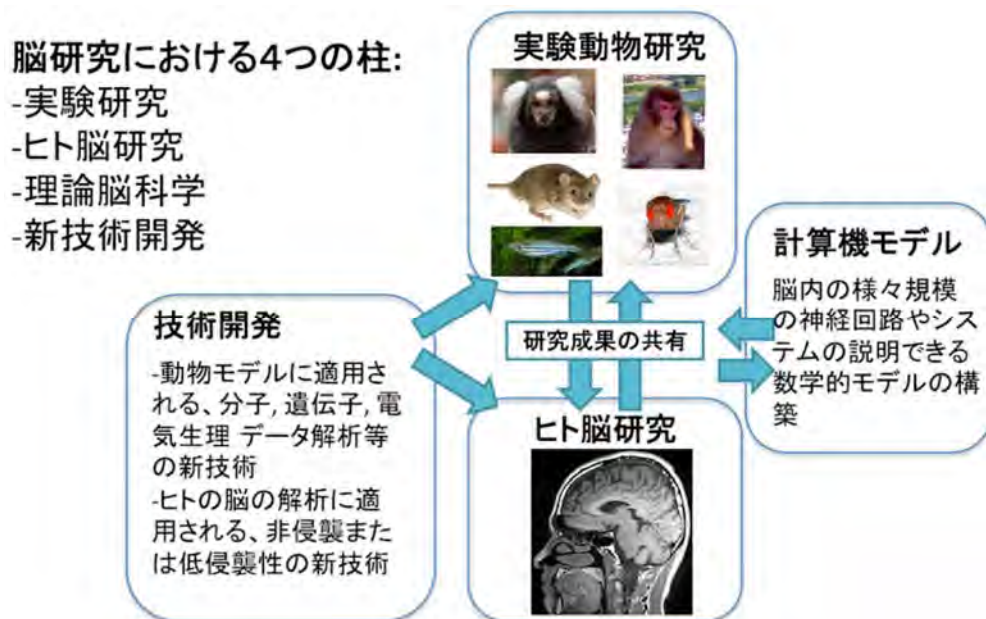 脳研究における4つの柱:
-実験研究
-ヒト脳研究
-理論脳科学
-新技術開発
実験動物研究
技術開発
-動物モデルに適用さ
れる、分子, 遺伝子, 電
気生理 データ解析等
の新技術
-ヒトの脳の解析に適
用される、非侵襲また
は低侵襲性の新技術
研究成果の共有
ヒト脳研究
計算機モデル
脳内の様々規模
の神経回路やシス
テムの説明できる
数学的モデルの構
築